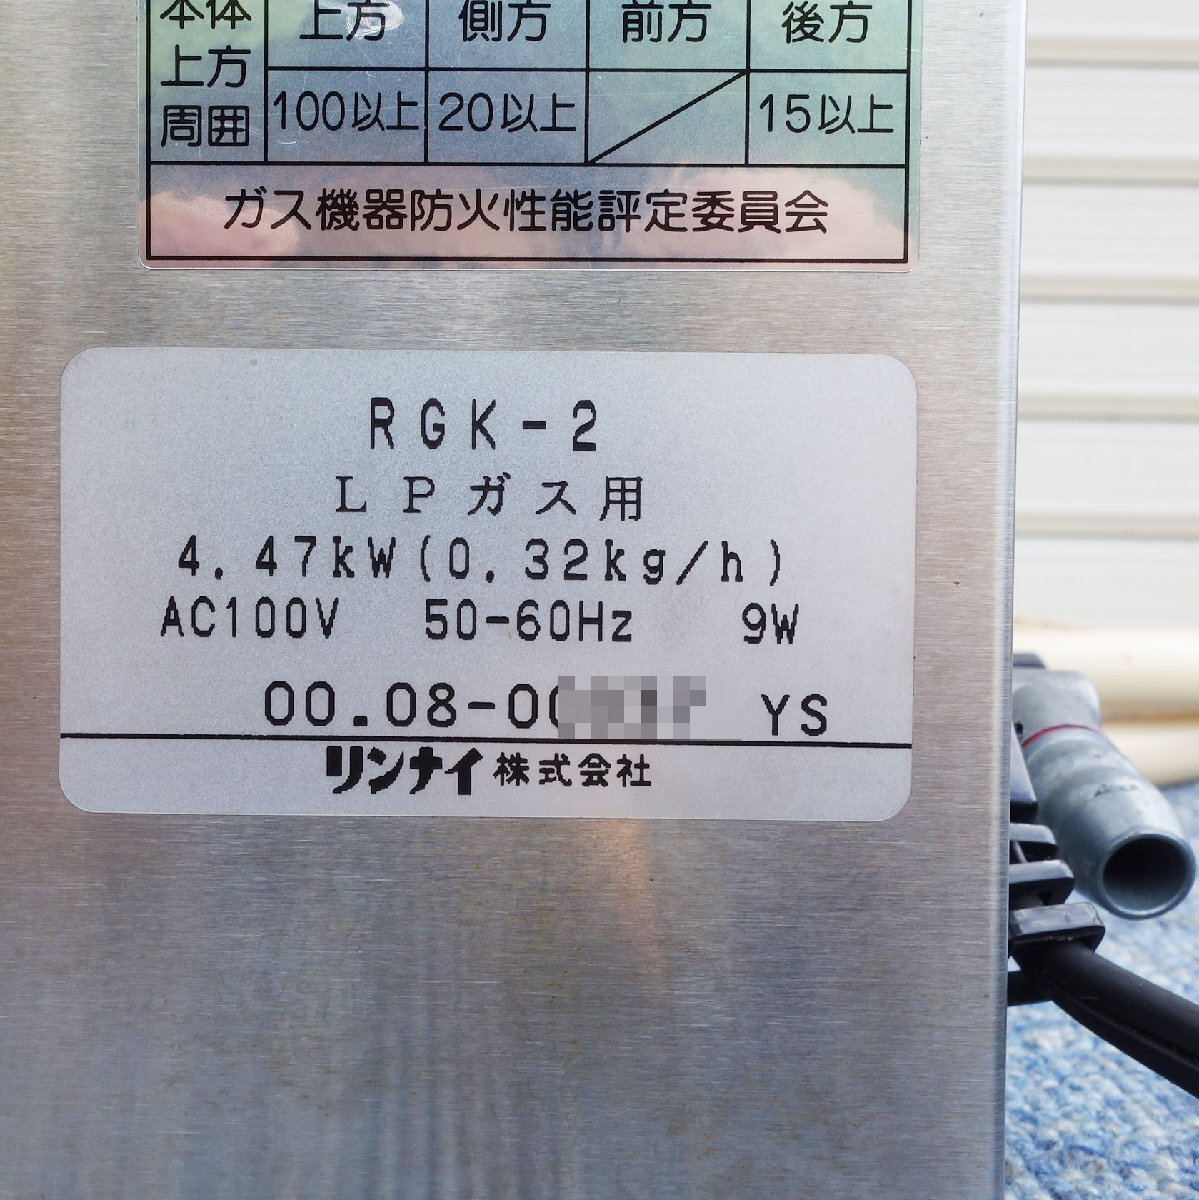 本体 上方 側方 前方 後方
上方
周囲 100以上 20以上 15以上
ガス機器防火性能評定委員会
RGK-2
LPガス用
4.47kW(0.32kg/h)
AC100V 50-60Hz 9W
00.08-00 YS
リンナイ株式会社